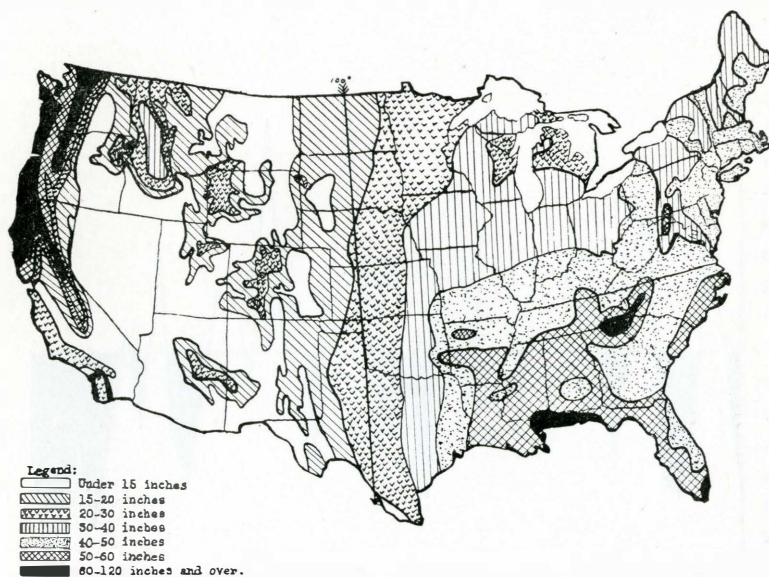 100°
Legend:
Under 15 inches
15-20 inches
20-30 inches
30-40 inches
40-50 inches
50-60 inches
60-120 inches and over.